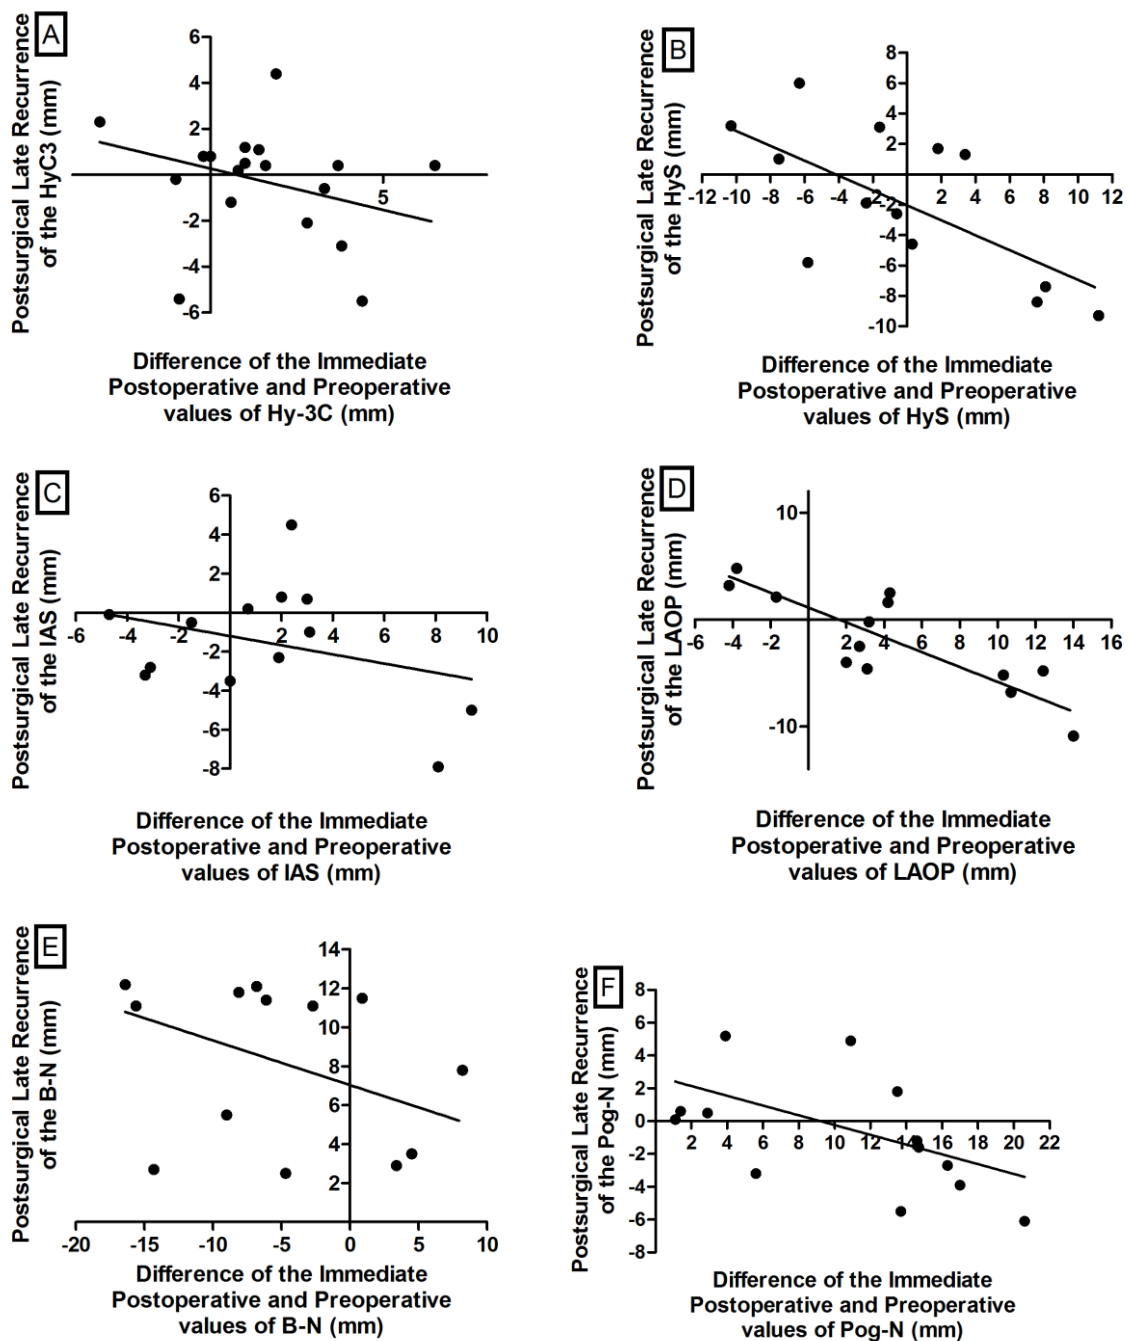 A
Postsurgical Late Recurrence
of the HyC3 (mm)
6
4
2
-2
-4
-6
5
Difference of the Immediate
Postoperative and Preoperative
values of Hy-3C (mm)
B
Postsurgical Late Recurrence
of the HyS (mm)
8
6
4
2
-2
-4
-6
-8
-10
-12 -10 -8 -6 -4 -2 0 2 4 6 8 10 12
Difference of the Immediate
Postoperative and Preoperative
values of HyS (mm)
C
Postsurgical Late Recurrence
of the IAS (mm)
6
4
2
-2
-4
-6
-8
-6 -4 -2 0 2 4 6 8 10
Difference of the Immediate
Postoperative and Preoperative
values of IAS (mm)
D
Postsurgical Late Recurrence
of the LAOP (mm)
10
-10
-6 -4 -2 0 2 4 6 8 10 12 14 16
Difference of the Immediate
Postoperative and Preoperative
values of LAOP (mm)
E
Postsurgical Late Recurrence
of the B-N (mm)
14
12
10
8
6
4
2
-20 -15 -10 -5 0 5 10
Difference of the Immediate
Postoperative and Preoperative
values of B-N (mm)
F
Postsurgical Late Recurrence
of the Pog-N (mm)
8
6
4
2
0
-2
-4
-6
-8
2 4 6 8 10 12 14 16 18 20 22
Difference of the Immediate
Postoperative and Preoperative
values of Pog-N (mm)